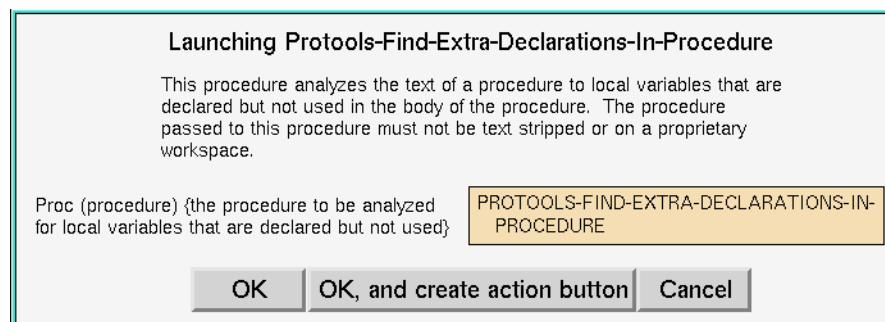 Launching Protools-Find-Extra-Declarations-In-Procedure
This procedure analyzes the text of a procedure to local variables that are
declared but not used in the body of the procedure. The procedure
passed to this procedure must not be text stripped or on a proprietary
workspace.
Proc (procedure) {the procedure to be analyzed
for local variables that are declared but not used}
PROTOOLS-FIND-EXTRA-DECLARATIONS-IN-
PROCEDURE
OK
OK, and create action button
Cancel